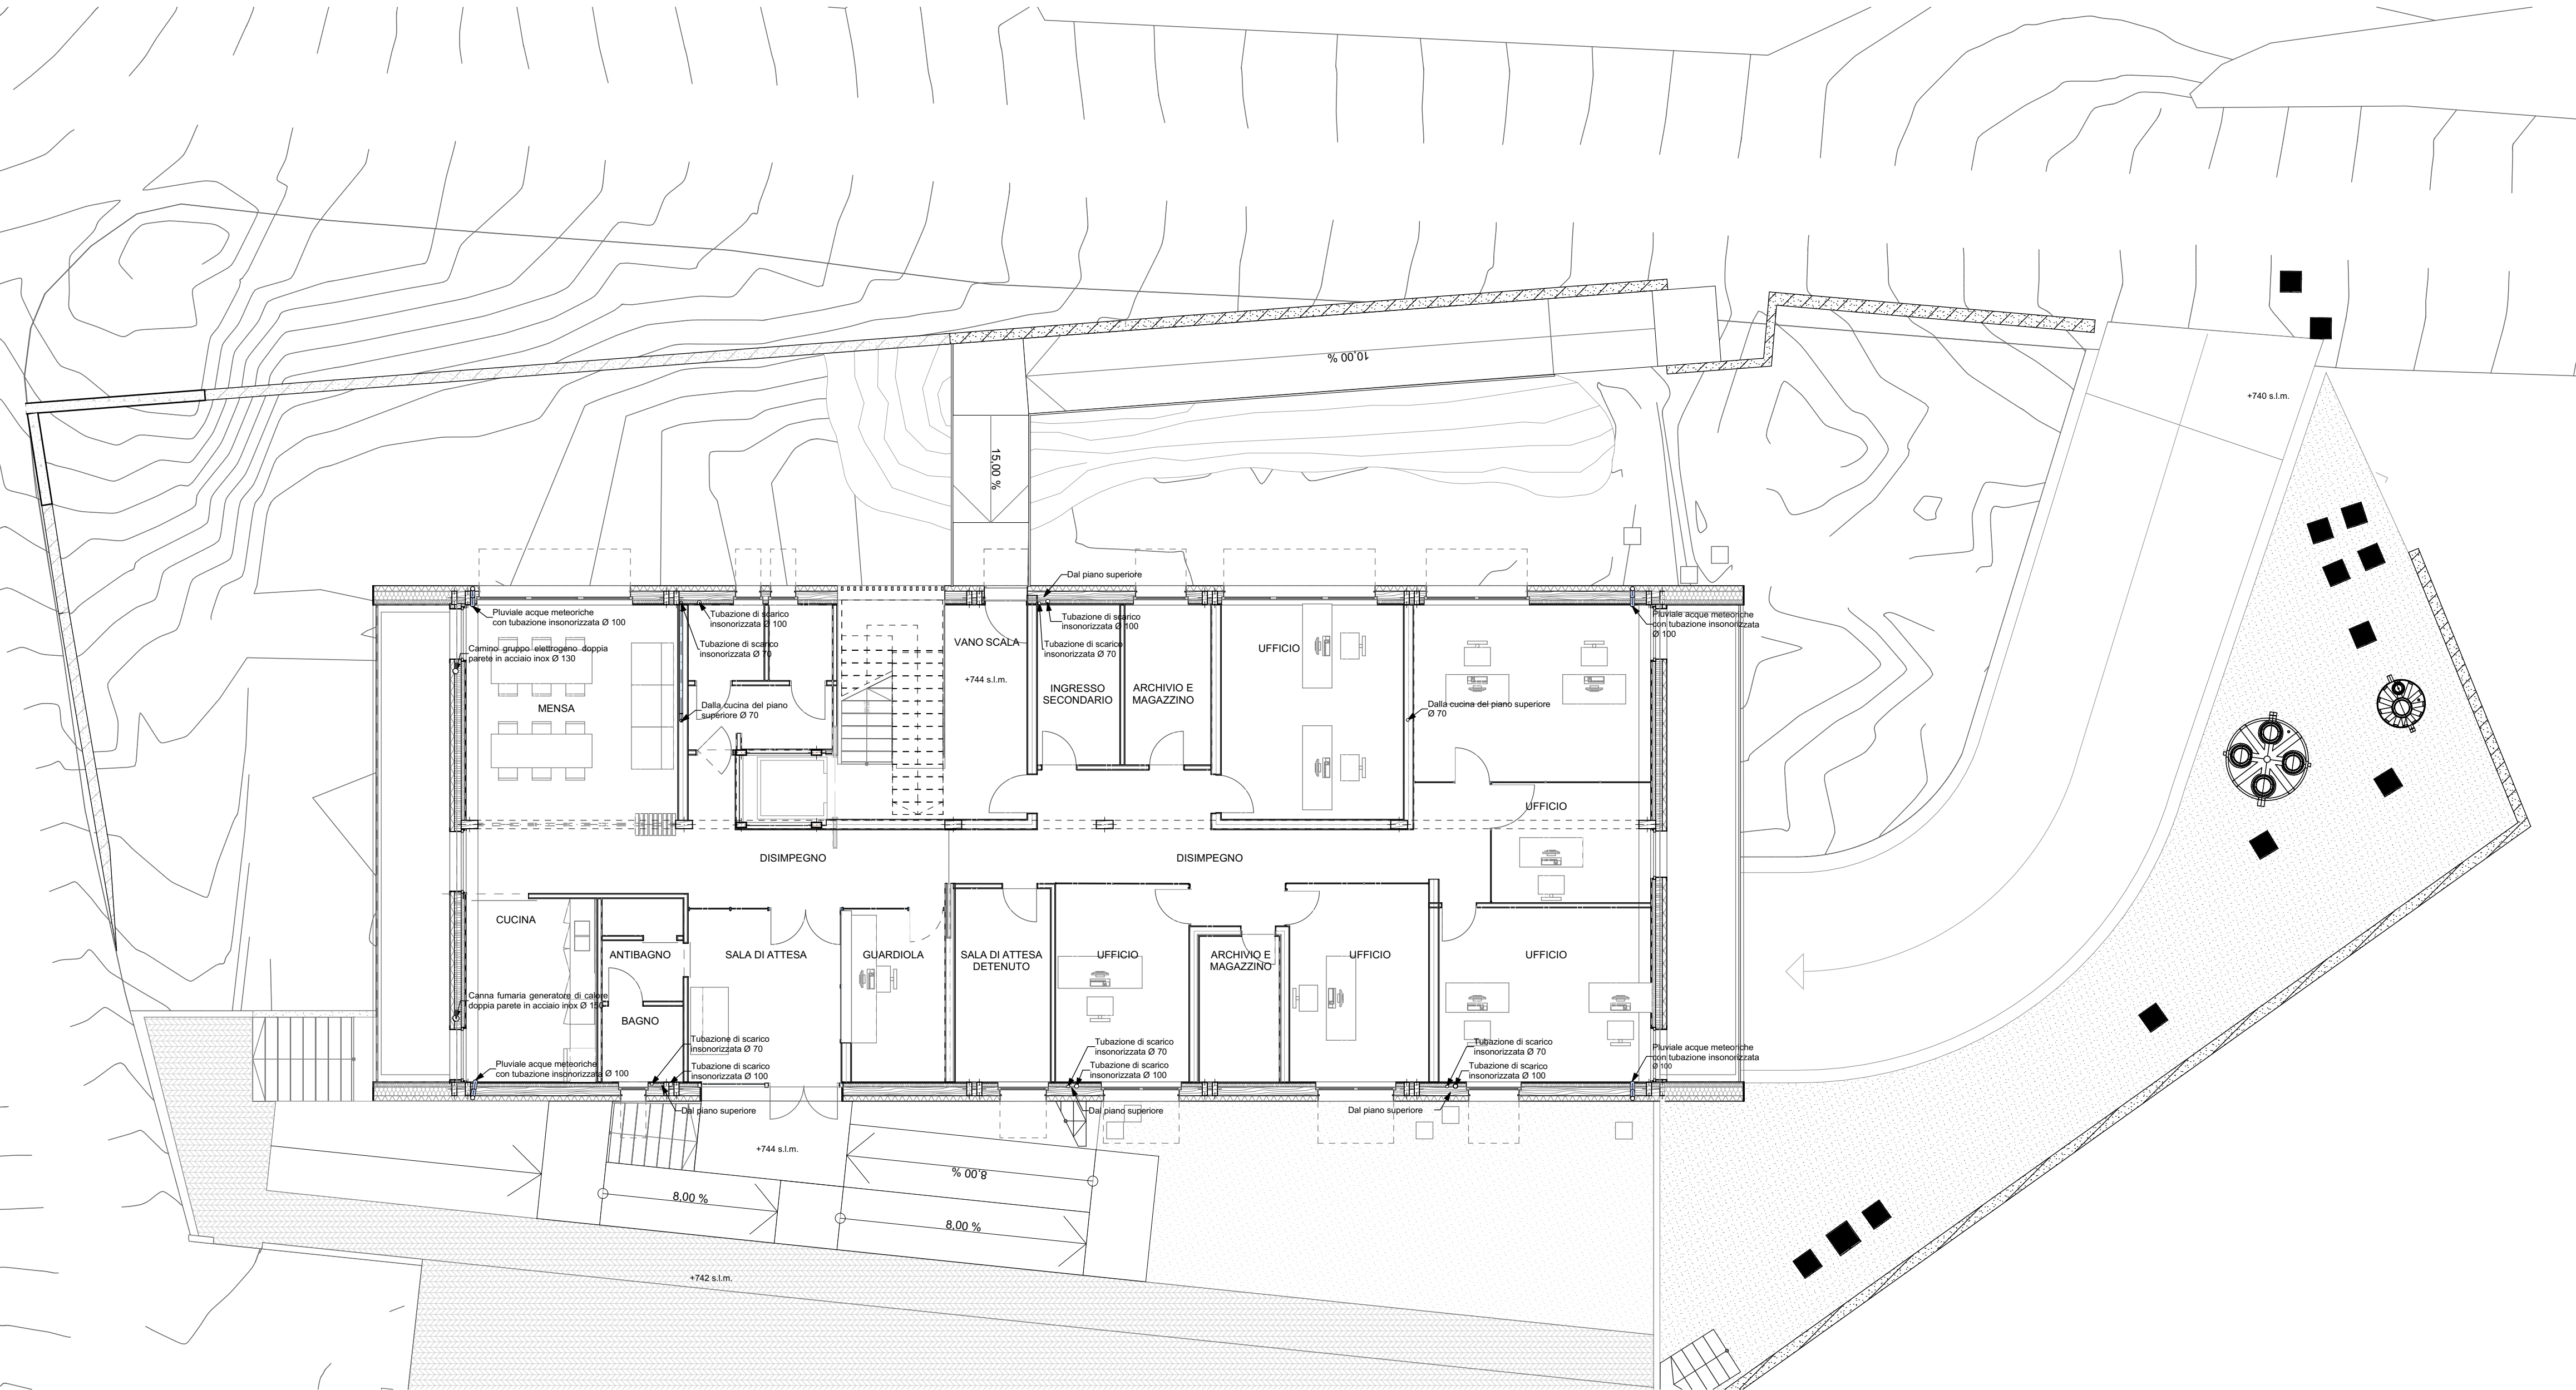 10,00 %
+740 s.l.m.
15,00 %
Dal piano superiore
Pluviale acque meteoriche
con tubazione insonorizzata Ø 100
Tubazione di scarico
insonorizzata Ø 100
Tubazione di scarico
insonorizzata Ø 70
VANO SCALA
Tubazione di scarico
insonorizzata Ø 100
Tubazione di scarico
insonorizzata Ø 70
UFFICIO
Pluviale acque meteoriche
con tubazione insonorizzata
Ø 100
Camino gruppo elettrogeno doppia
parete in acciaio inox Ø 130
+744 s.l.m.
INGRESSO
SECONDARIO
ARCHIVIO E
MAGAZZINO
MENSA
Dalla cucina del piano
superiore Ø 70
Dalla cucina del piano superiore
Ø 70
UFFICIO
DISIMPEGNO
DISIMPEGNO
CUCINA
ANTIBAGNO
SALA DI ATTESA
GUARDIOLA
SALA DI ATTESA
DETENUTO
UFFICIO
ARCHIVIO E
MAGAZZINO
UFFICIO
UFFICIO
Canna fumaria generatore di calore
doppia parete in acciaio inox Ø 150
BAGNO
Tubazione di scarico
insonorizzata Ø 70
Tubazione di scarico
insonorizzata Ø 70
Tubazione di scarico
insonorizzata Ø 70
Pluviale acque meteoriche
con tubazione insonorizzata
Ø 100
Pluviale acque meteoriche
con tubazione insonorizzata Ø 100
Tubazione di scarico
insonorizzata Ø 100
Tubazione di scarico
insonorizzata Ø 100
Tubazione di scarico
insonorizzata Ø 100
Dal piano superiore
Dal piano superiore
Dal piano superiore
+744 s.l.m.
8,00 %
8,00 %
8,00 %
+742 s.l.m.